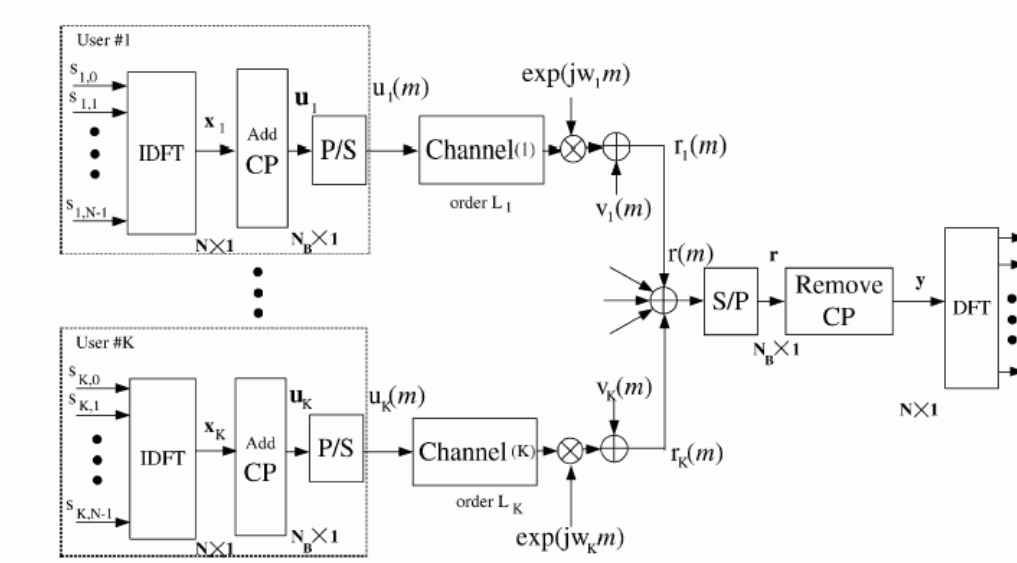 User #1
s1,0
s1,1
s1,N-1
IDFT
x1
N×1
Add
CP
u1
NB×1
P/S
u1(m)
Channel(1)
order L1
exp(jw1m)
v1(m)
r1(m)
User #K
sK,0
sK,1
sK,N-1
IDFT
xK
N×1
Add
CP
uK
NB×1
P/S
uK(m)
Channel (K)
order LK
exp(jwKm)
vK(m)
rK(m)
r(m)
S/P
r
NB×1
Remove
CP
y
DFT
N×1